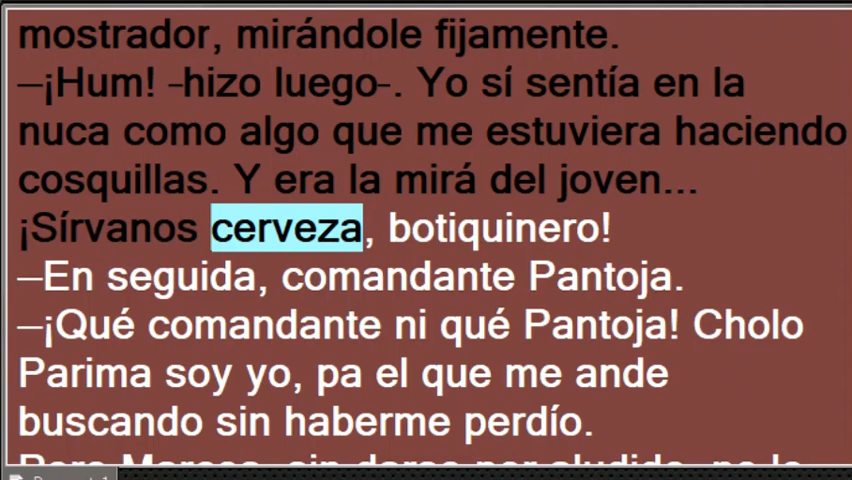 mostrador, mirándole fijamente.
—¡Hum! -hizo luego-. Yo sí sentía en la
nuca como algo que me estuviera haciendo
cosquillas. Y era la mirá del joven...
¡Sírvanos cerveza, botiquinero!
—En seguida, comandante Pantoja.
—¡Qué comandante ni qué Pantoja! Cholo
Parima soy yo, pa el que me ande
buscando sin haberme perdío.